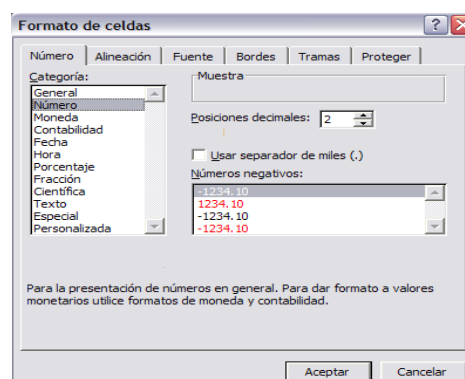 Formato de celdas
Número Alineación Fuente Bordes Tramas Proteger
Categoría:
General
Número
Moneda
Contabilidad
Fecha
Hora
Porcentaje
Fracción
Científica
Texto
Especial
Personalizada
Muestra
Posiciones decimales: 2
Usar separador de miles (.)
Números negativos:
-1234.10
1234.10
-1234.10
-1234.10
Para la presentación de números en general. Para dar formato a valores
monetarios utilice formatos de moneda y contabilidad.
Aceptar Cancelar